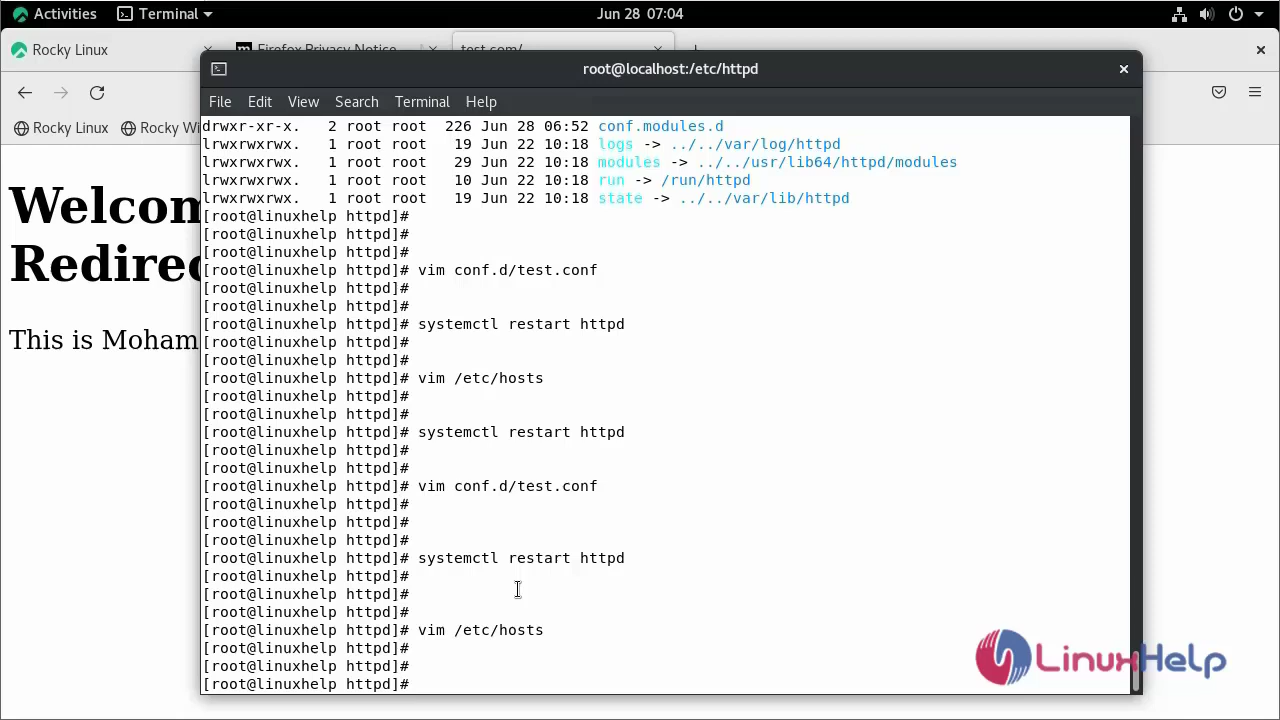 Activities Terminal Jun 28 07:04
Rocky Linux Firefox Privacy Notice test.com/
root@localhost:/etc/httpd
File Edit View Search Terminal Help
Rocky Linux Rocky Wi
drwxr-xr-x. 2 root root 226 Jun 28 06:52 conf.modules.d
lrwxrwxrwx. 1 root root 19 Jun 22 10:18 logs -> ../../var/log/httpd
lrwxrwxrwx. 1 root root 29 Jun 22 10:18 modules -> ../../usr/lib64/httpd/modules
lrwxrwxrwx. 1 root root 10 Jun 22 10:18 run -> /run/httpd
lrwxrwxrwx. 1 root root 19 Jun 22 10:18 state -> ../../var/lib/httpd
[root@linuxhelp httpd]#
[root@linuxhelp httpd]#
[root@linuxhelp httpd]#
[root@linuxhelp httpd]# vim conf.d/test.conf
[root@linuxhelp httpd]#
[root@linuxhelp httpd]#
[root@linuxhelp httpd]# systemctl restart httpd
[root@linuxhelp httpd]#
[root@linuxhelp httpd]#
[root@linuxhelp httpd]# vim /etc/hosts
[root@linuxhelp httpd]#
[root@linuxhelp httpd]#
[root@linuxhelp httpd]# systemctl restart httpd
[root@linuxhelp httpd]#
[root@linuxhelp httpd]#
[root@linuxhelp httpd]# vim conf.d/test.conf
[root@linuxhelp httpd]#
[root@linuxhelp httpd]#
[root@linuxhelp httpd]#
[root@linuxhelp httpd]# systemctl restart httpd
[root@linuxhelp httpd]#
[root@linuxhelp httpd]#
[root@linuxhelp httpd]#
[root@linuxhelp httpd]# vim /etc/hosts
[root@linuxhelp httpd]#
[root@linuxhelp httpd]#
[root@linuxhelp httpd]#
Welcom
Redirec
This is Moham
LinuxHelp